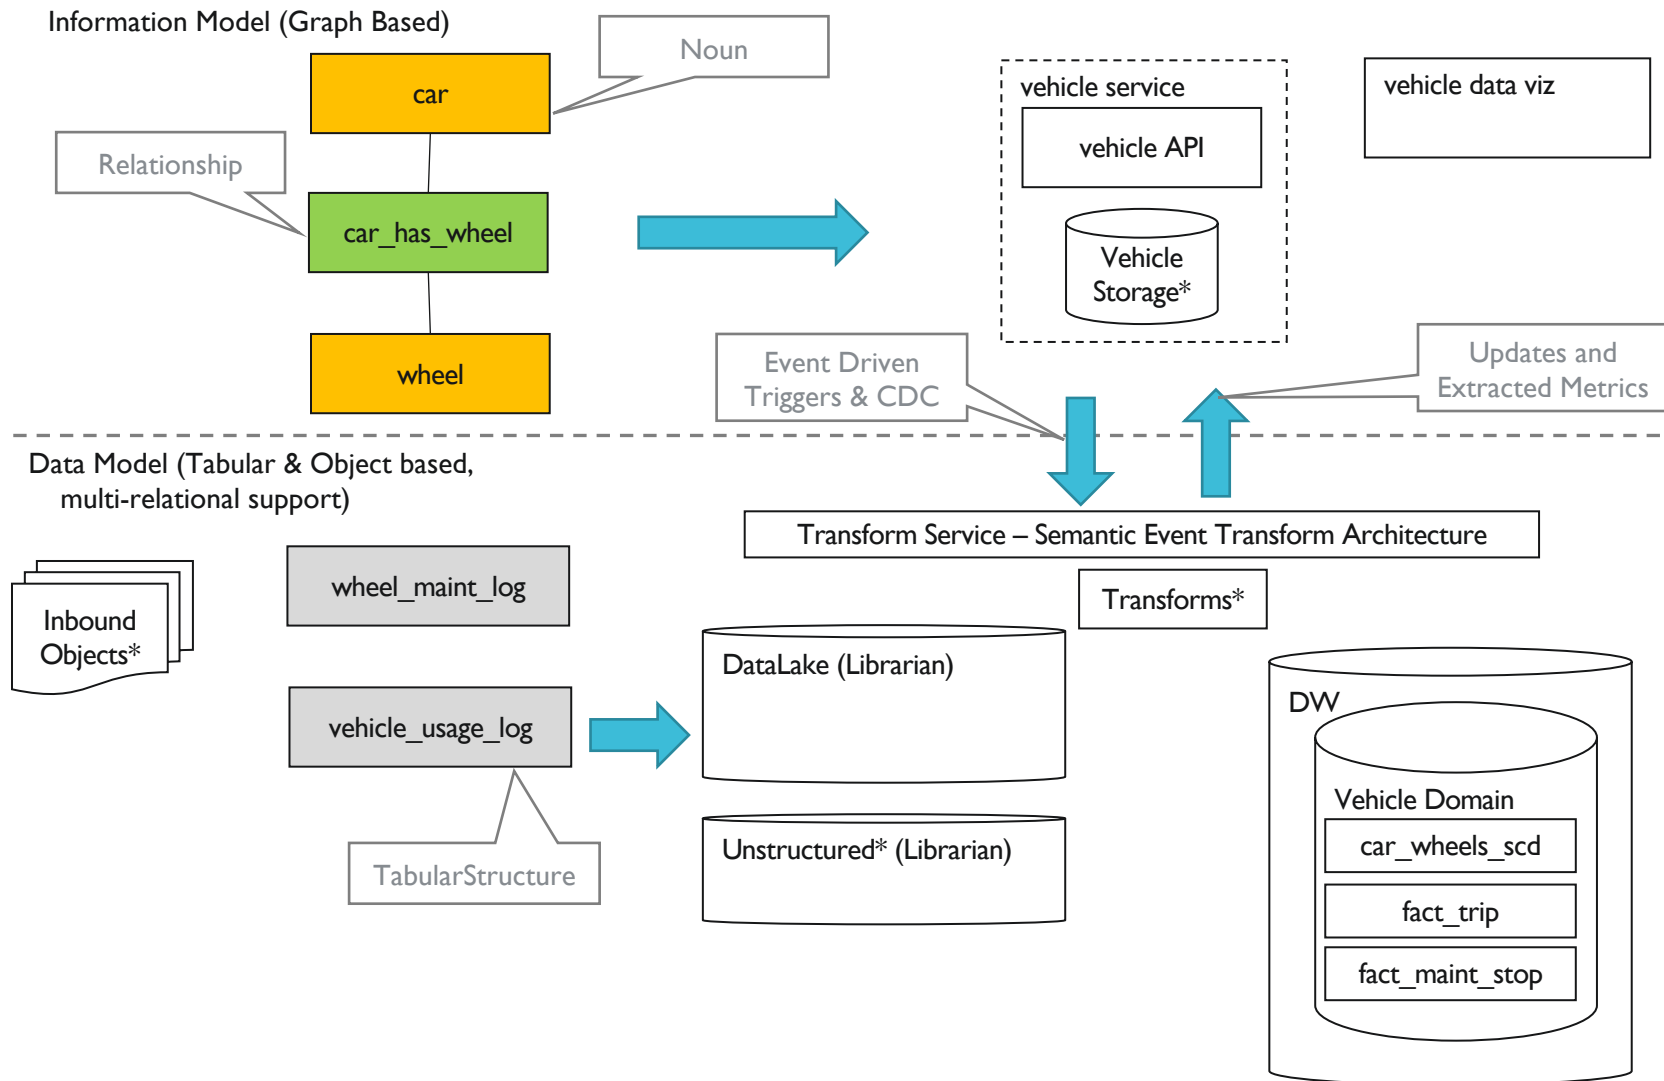 Information Model (Graph Based)
Noun
car
Relationship
car_has_wheel
wheel
vehicle service
vehicle API
Vehicle
Storage*
vehicle data viz
Event Driven
Triggers & CDC
Updates and
Extracted Metrics
Data Model (Tabular & Object based,
multi-relational support)
Transform Service – Semantic Event Transform Architecture
Transforms*
Inbound
Objects*
wheel_maint_log
vehicle_usage_log
TabularStructure
DataLake (Librarian)
Unstructured* (Librarian)
DW
Vehicle Domain
car_wheels_scd
fact_trip
fact_maint_stop